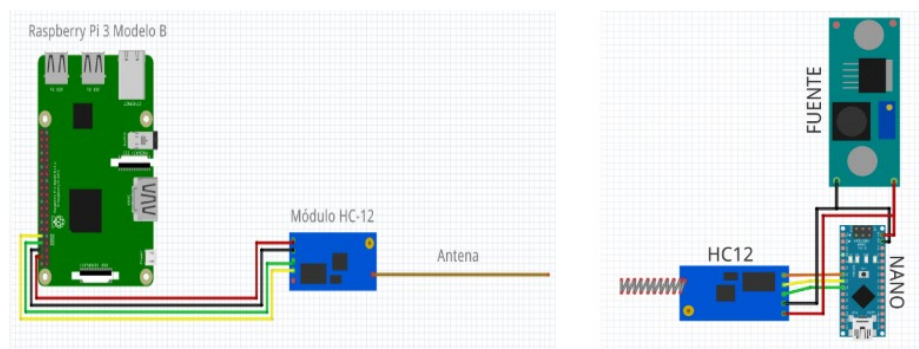 Raspberry Pi 3 Modelo B
Módulo HC-12
Antena
FUENTE
HC12
NANO